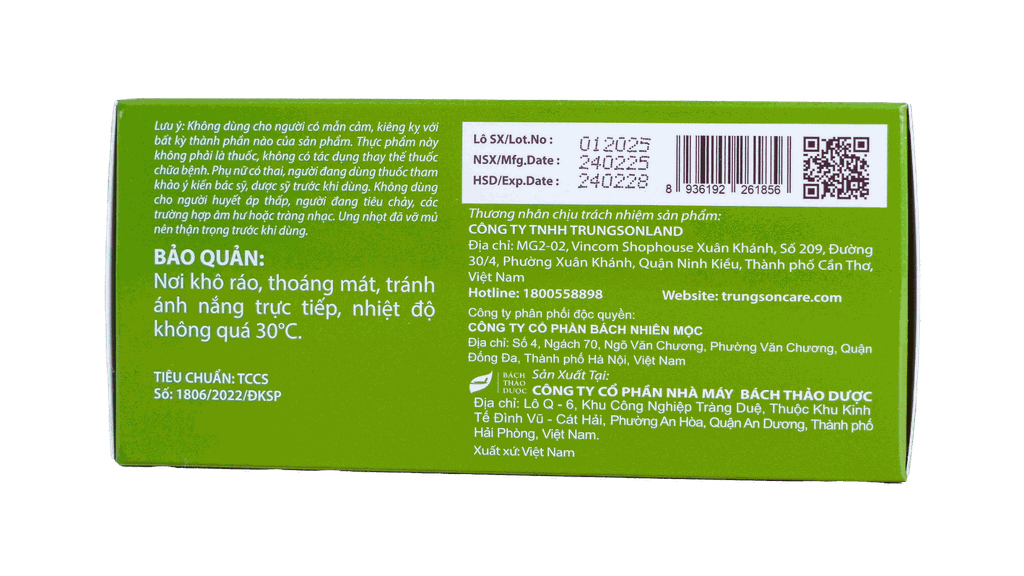 Lưu ý: Không dùng cho người có mẫn cảm, kiêng kỵ với
bất kỳ thành phần nào của sản phẩm. Thực phẩm này
không phải là thuốc, không có tác dụng thay thế thuốc
chữa bệnh. Phụ nữ có thai, người đang dùng thuốc tham
khảo ý kiến bác sỹ, dược sỹ trước khi dùng. Không dùng
cho người huyết áp thấp, người đang tiêu chảy, các
trường hợp âm hư hoặc tràng nhạc. Ung nhọt đã vỡ mủ
nên thận trọng trước khi dùng.
BẢO QUẢN:
Nơi khô ráo, thoáng mát, tránh
ánh nắng trực tiếp, nhiệt độ
không quá 30°C.
TIÊU CHUẨN: TCCS
Số: 1806/2022/ĐKSP
Lô SX/Lot.No : 012025
NSX/Mfg.Date : 240225
HSD/Exp.Date : 240228
8 936192 261856
Thương nhân chịu trách nhiệm sản phẩm:
CÔNG TY TNHH TRUNGSONLAND
Địa chỉ: MG2-02, Vincom Shophouse Xuân Khánh, Số 209, Đường
30/4, Phường Xuân Khánh, Quận Ninh Kiều, Thành phố Cần Thơ,
Việt Nam
Hotline: 1800558898 Website: trungsoncare.com
Công ty phân phối độc quyền:
CÔNG TY CỔ PHẦN BÁCH NHIÊN MỘC
Địa chỉ: Số 4, Ngách 70, Ngõ Văn Chương, Phường Văn Chương, Quận
Đống Đa, Thành phố Hà Nội, Việt Nam
BÁCH
THẢO
DƯỢC
Sản Xuất Tại:
CÔNG TY CỔ PHẦN NHÀ MÁY BÁCH THẢO DƯỢC
Địa chỉ: Lô Q - 6, Khu Công Nghiệp Tràng Duệ, Thuộc Khu Kinh
Tế Đình Vũ - Cát Hải, Phường An Hòa, Quận An Dương, Thành phố
Hải Phòng, Việt Nam.
Xuất xứ: Việt Nam